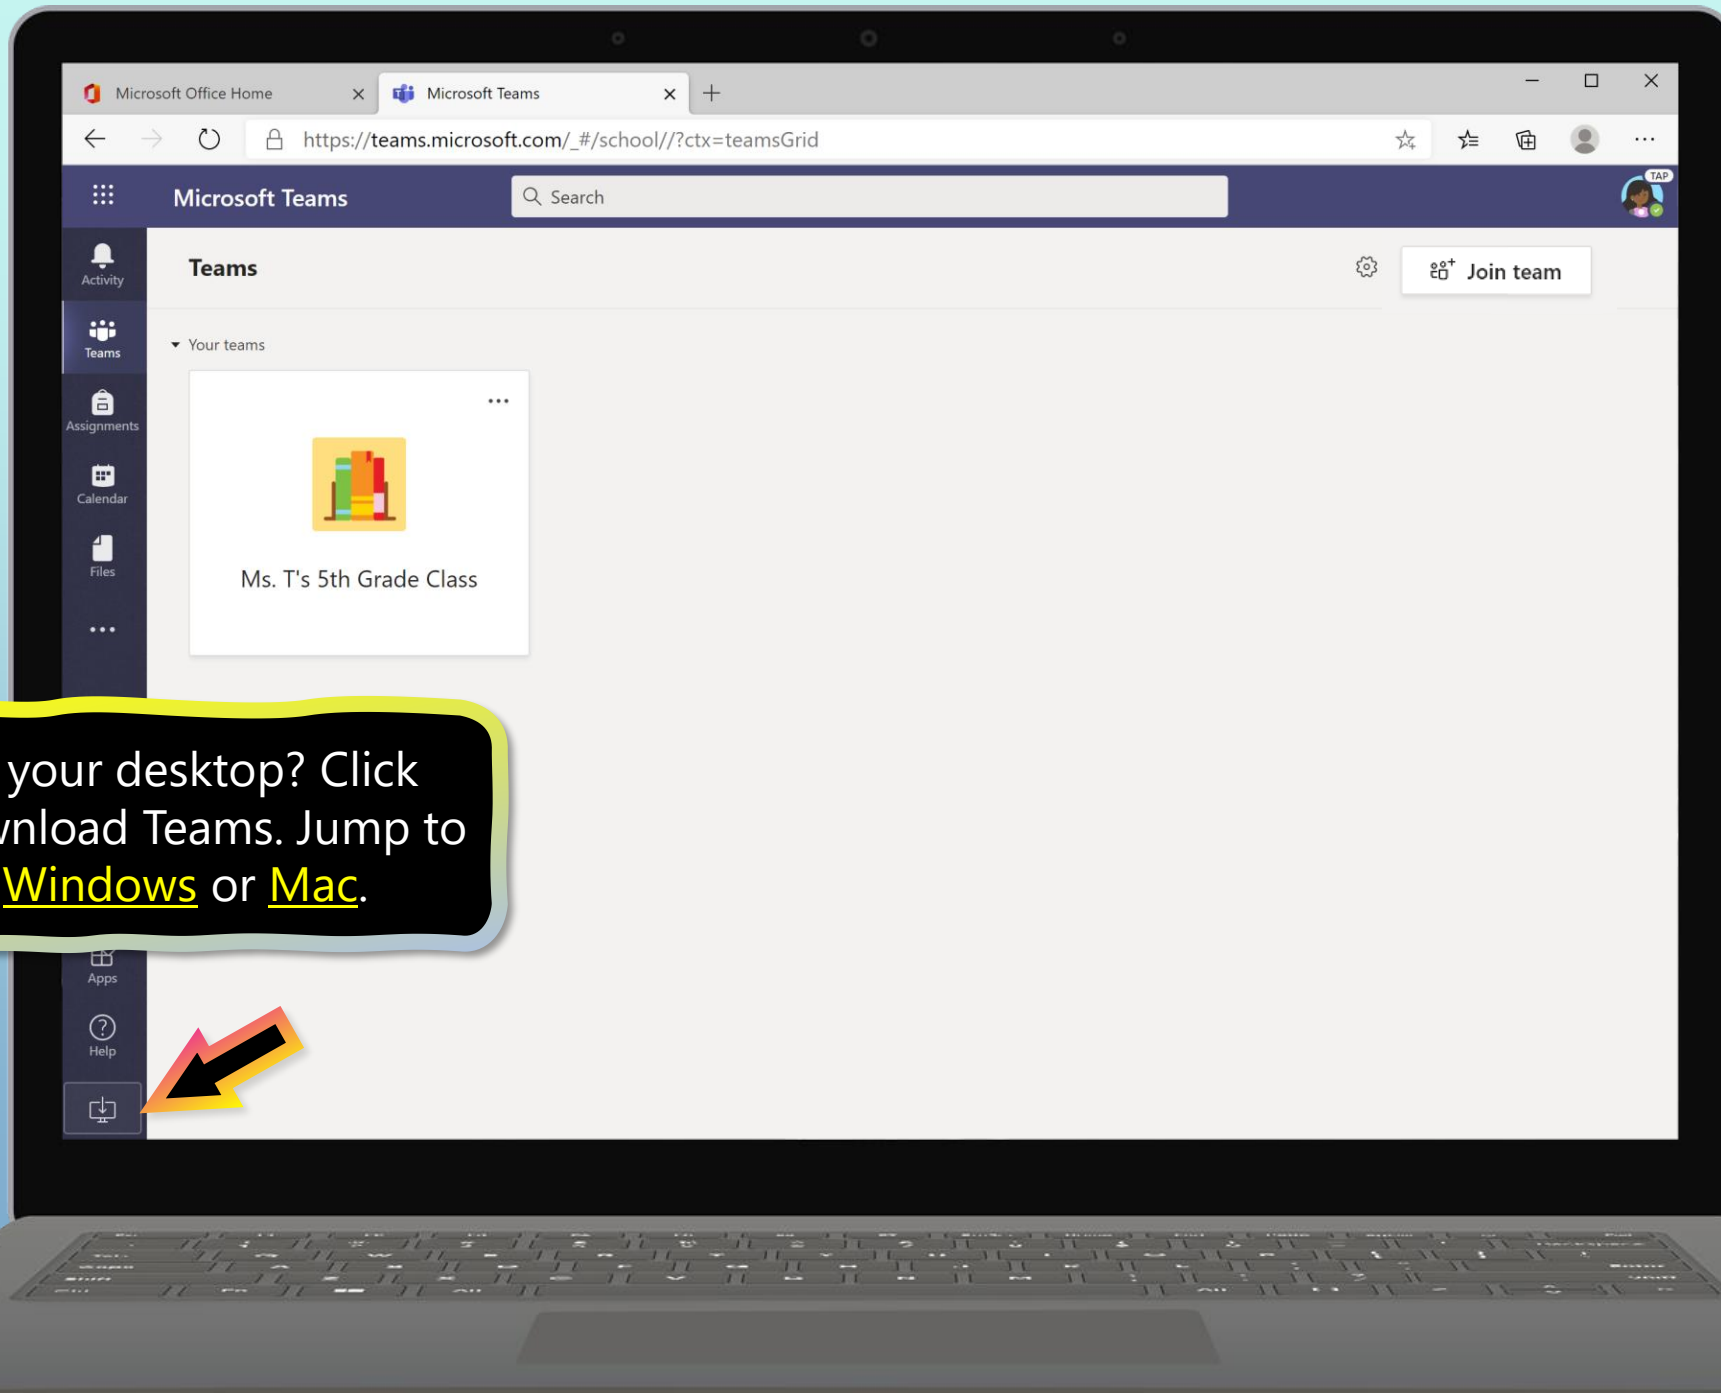 Microsoft Office Home
Microsoft Teams
https://teams.microsoft.com/_#/school//?ctx=teamsGrid
Microsoft Teams
Search
TAP
Activity
Teams
Join team
Teams
Your teams
Assignments
Calendar
Files
Ms. T's 5th Grade Class
your desktop? Click
wnload Teams. Jump to
Windows or Mac.
Apps
Help